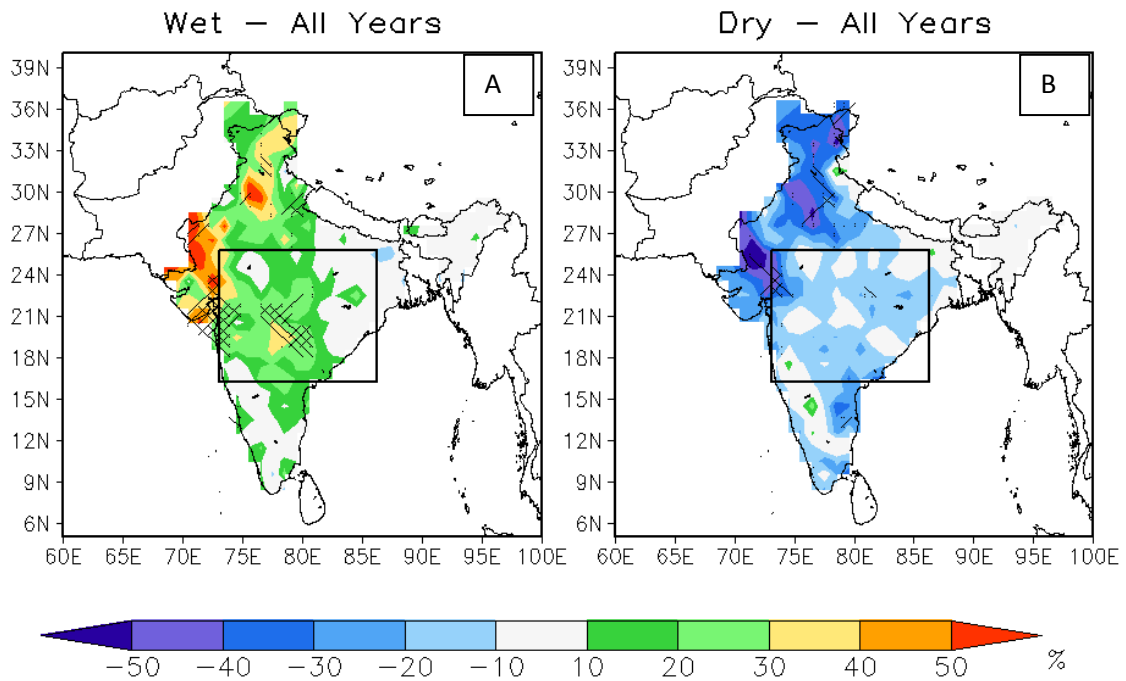 Wet – All Years
Dry – All Years
A
B
39N
36N
33N
30N
27N
24N
21N
18N
15N
12N
9N
6N
60E 65E 70E 75E 80E 85E 90E 95E 100E
39N
36N
33N
30N
27N
24N
21N
18N
15N
12N
9N
6N
60E 65E 70E 75E 80E 85E 90E 95E 100E
−50 −40 −30 −20 −10 10 20 30 40 50 %